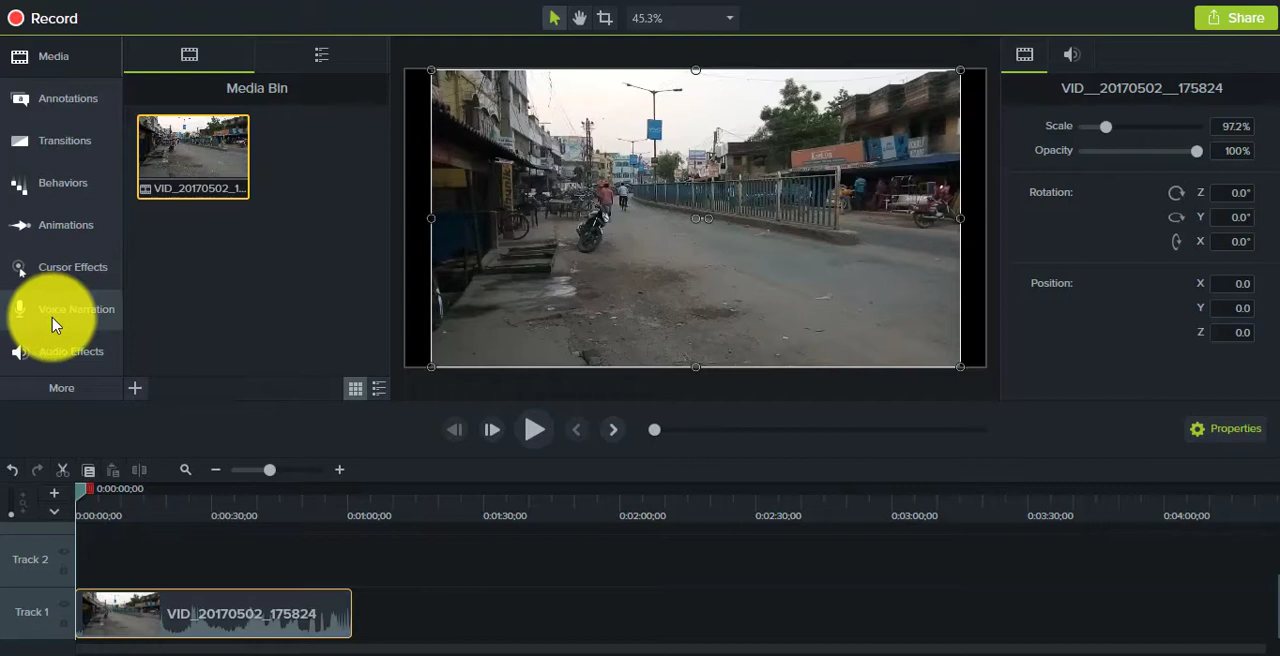 Record
45.3%
Share
Media
Annotations
Transitions
Behaviors
Animations
Cursor Effects
Voice Narration
Audio Effects
More
Media Bin
VID_20170502_1...
VID__20170502__175824
Scale
97.2%
Opacity
100%
Rotation:
Z
0.0°
Y
0.0°
X
0.0°
Position:
X
0.0
Y
0.0
Z
0.0
Properties
0:00:00;00
0:00:00;00
0:00:30;00
0:01:00;00
0:01:30;00
0:02:00;00
0:02:30;00
0:03:00;00
0:03:30;00
0:04:00;00
Track 2
Track 1
VID_20170502_175824